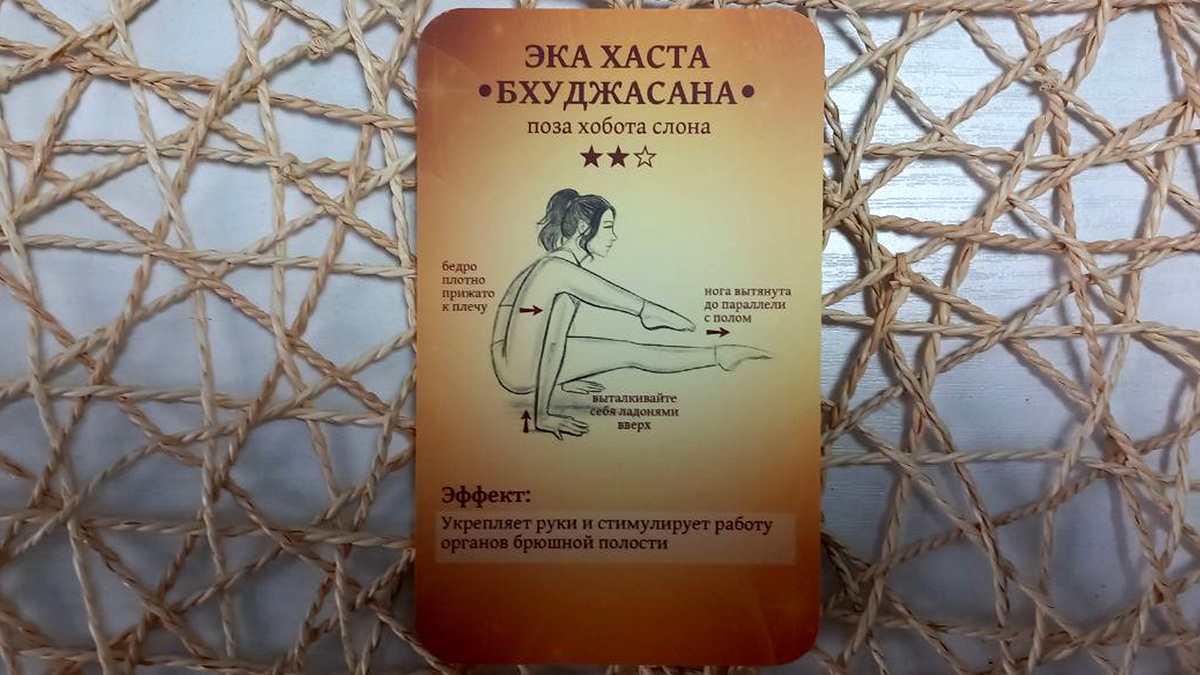 ЭКА ХАСТА
•БХУДЖАСАНА•
поза хобота слона
бедро
плотно
прижато
к плечу
нога вытянута
до параллели
с полом
выталкивайте
себя ладонями
вверх
Эффект:
Укрепляет руки и стимулирует работу
органов брюшной полости